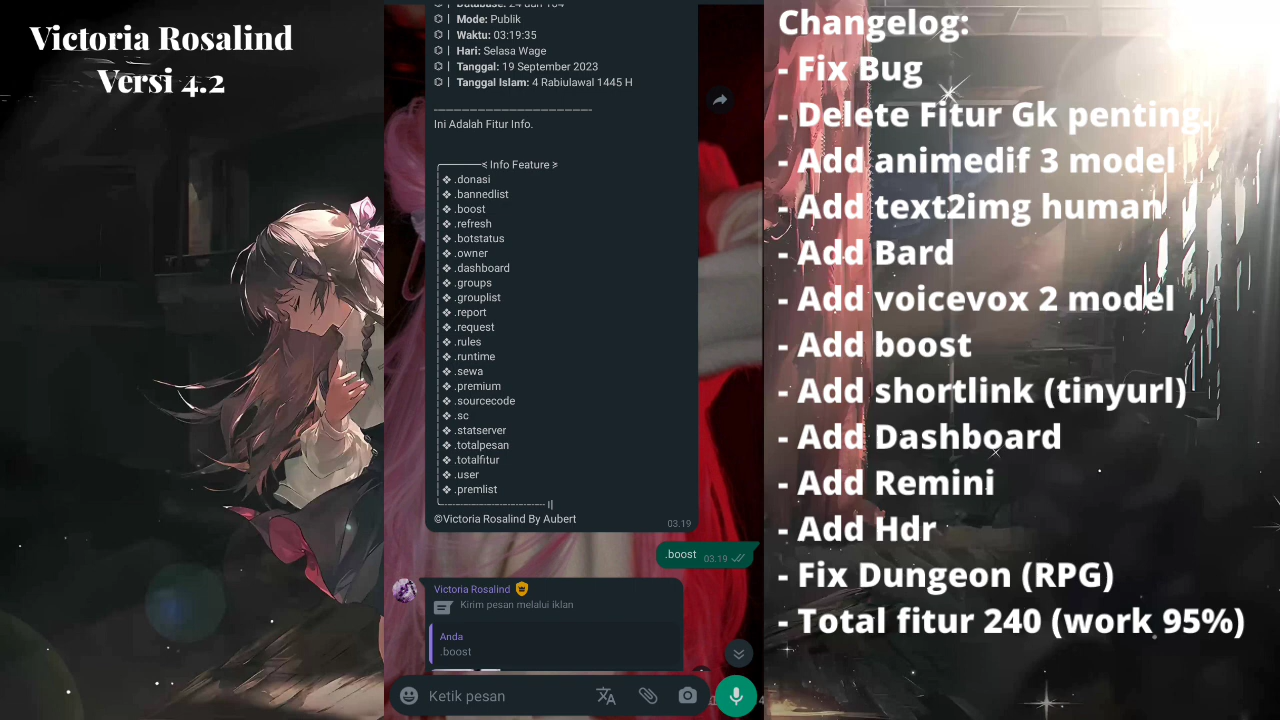 Victoria Rosalind
Versi 4.2
⌬ | Mode: Publik
⌬ | Waktu: 03:19:35
⌬ | Hari: Selasa Wage
⌬ | Tanggal: 19 September 2023
⌬ | Tanggal Islam: 4 Rabiulawal 1445 H
Ini Adalah Fitur Info.
≼ Info Feature ≽
❖ .donasi
❖ .bannedlist
❖ .boost
❖ .refresh
❖ .botstatus
❖ .owner
❖ .dashboard
❖ .groups
❖ .grouplist
❖ .report
❖ .request
❖ .rules
❖ .runtime
❖ .sewa
❖ .premium
❖ .sourcecode
❖ .sc
❖ .statserver
❖ .totalpesan
❖ .totalfitur
❖ .user
❖ .premlist
©Victoria Rosalind By Aubert
03.19
.boost 03.19
Victoria Rosalind
Kirim pesan melalui iklan
Anda
.boost
Ketik pesan
Changelog:
- Fix Bug
- Delete Fitur Gk penting.
- Add animedif 3 model
- Add text2img human
- Add Bard
- Add voicevox 2 model
- Add boost
- Add shortlink (tinyurl)
- Add Dashboard
- Add Remini
- Add Hdr
- Fix Dungeon (RPG)
- Total fitur 240 (work 95%)